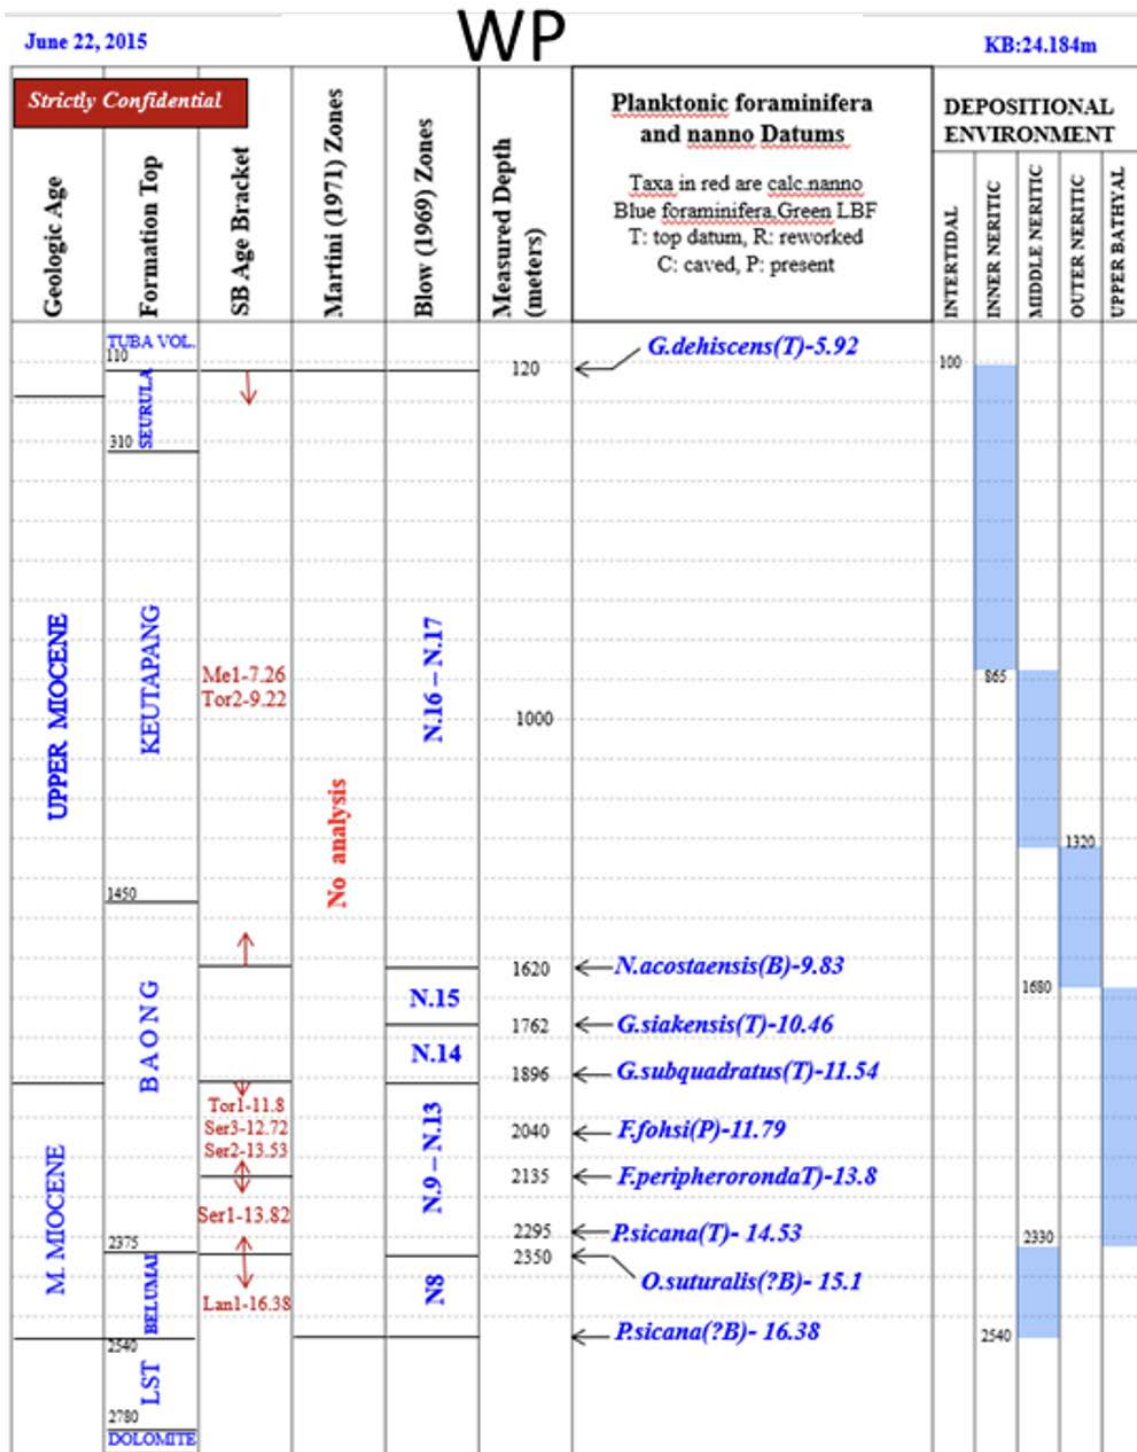 WP
June 22, 2015
KB:24.184m
Strictly Confidential
Geologic Age
Formation Top
SB Age Bracket
Martini (1971) Zones
Blow (1969) Zones
Measured Depth
(meters)
Planktonic foraminifera
and nanno Datums
Taxa in red are calc.nanno
Blue foraminifera,Green LBF
T: top datum, R: reworked
C: caved, P: present
DEPOSITIONAL
ENVIRONMENT
INTERTIDAL
INNER NERITIC
MIDDLE NERITIC
OUTER NERITIC
UPPER BATHYAL
TUBA VOL.
110
120
G.dehiscens(T)-5.92
100
SEURULA
310
UPPER MIOCENE
KEUTAPANG
Me1-7.26
Tor2-9.22
No analysis
N.16 – N.17
865
1000
1320
1450
BAONG
1620
N.acostaensis(B)-9.83
1680
N.15
1762
G.siakensis(T)-10.46
N.14
1896
G.subquadratus(T)-11.54
M. MIOCENE
Tor1-11.8
Ser3-12.72
Ser2-13.53
N.9 – N.13
2040
F.fohsi(P)-11.79
2135
F.peripherorondaT)-13.8
Ser1-13.82
2295
P.sicana(T)- 14.53
2330
2375
2350
O.suturalis(?B)- 15.1
BELUMAI
Lan1-16.38
N8
P.sicana(?B)- 16.38
2540
2540
LST
2780
DOLOMITE